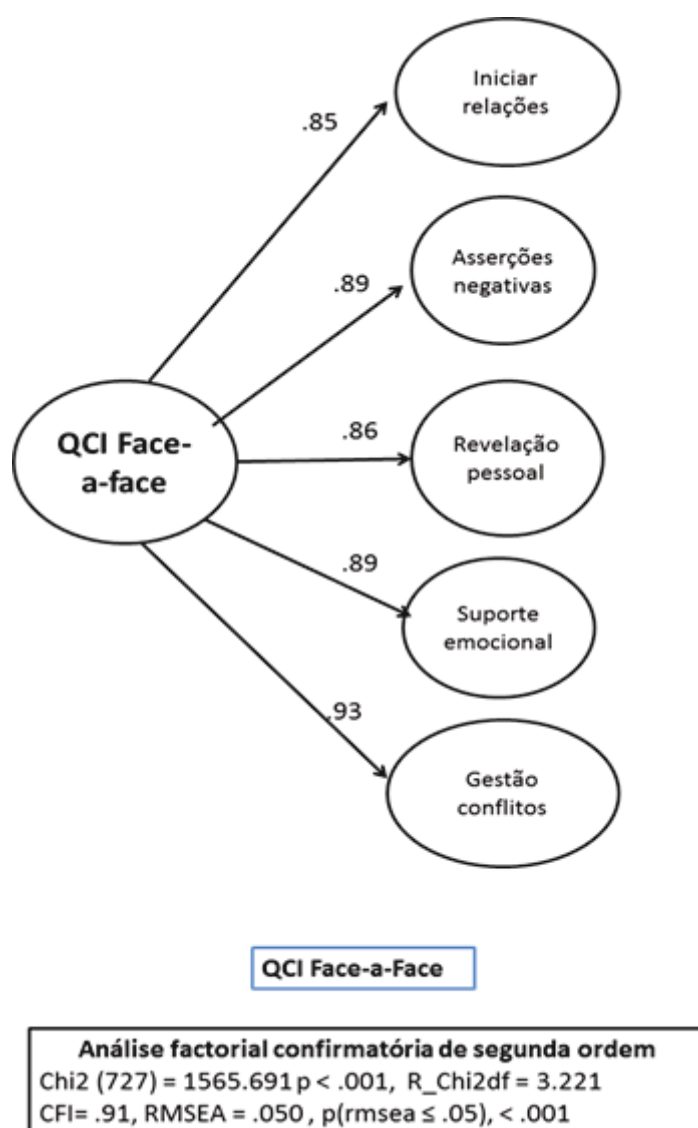 Iniciar
relações
.85
Asserções
negativas
.89
QCI Face-
a-face
.86
Revelação
pessoal
.89
Suporte
emocional
.93
Gestão
conflitos
QCI Face-a-Face
Análise factorial confirmatória de segunda ordem
Chi2 (727) = 1565.691 p < .001, R_Chi2df = 3.221
CFI= .91, RMSEA = .050 , p(rmsea ≤ .05), < .001